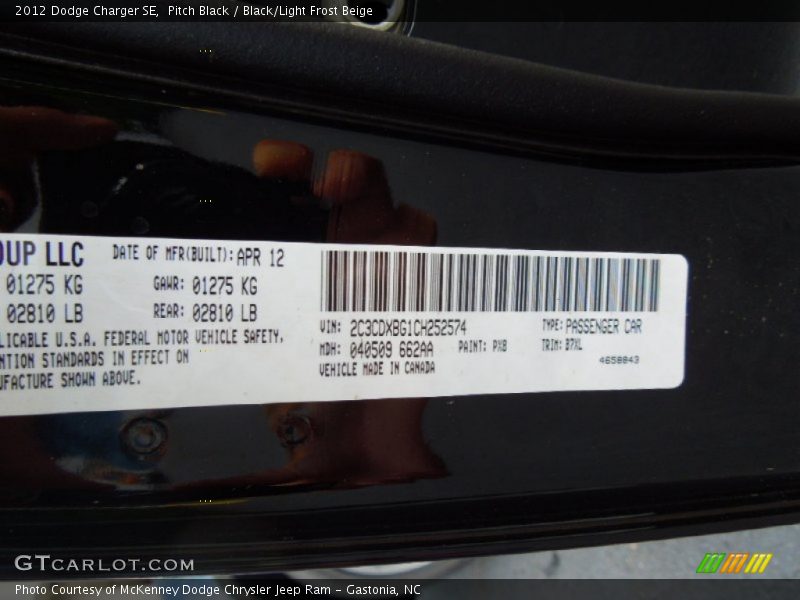 2012 Dodge Charger SE,  Pitch Black / Black/Light Frost Beige
OUP LLC DATE OF MFR(BUILT): APR 12
01275 KG GAWR: 01275 KG
02810 LB REAR: 02810 LB
LICABLE U.S.A. FEDERAL MOTOR VEHICLE SAFETY,
NTION STANDARDS IN EFFECT ON
UFACTURE SHOWN ABOVE.
VIN: 2C3CDXBG1CH252574 TYPE: PASSENGER CAR
MDH: 040509 662AA PAINT: PX8 TRIM: B7XL
VEHICLE MADE IN CANADA 4658843
GTCARLOT.COM
Photo Courtesy of McKenney Dodge Chrysler Jeep Ram - Gastonia, NC